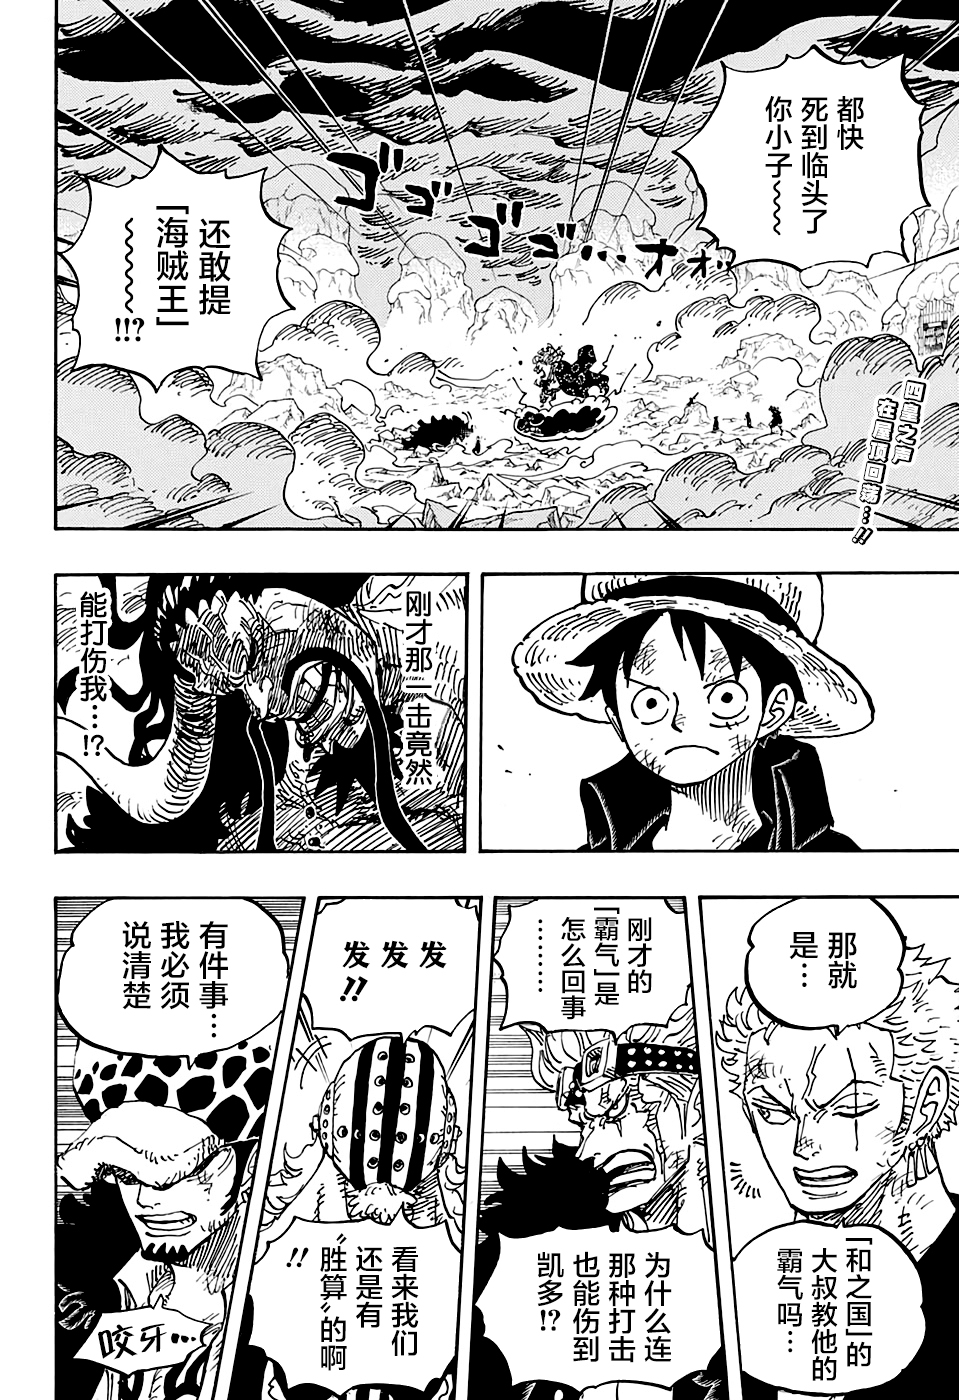 都快
死到临头了
你小子～～～
还敢提
「海贼王」
～～～～!!?
ゴゴゴゴゴゴ…ォォォ
四皇之声
在屋顶回荡…!!
刚才那一击竟然
能打伤我…!?
那就
是…
「和之国」的
大叔教他的
霸气吗…
刚才的
「霸气」是
怎么回事
………
为什么连
那种打击
也能伤到
凯多!?
发发发
!!
看来我们
还是有
〝胜算〞的啊
!!
有件事…
我必须
说清楚
咬牙…